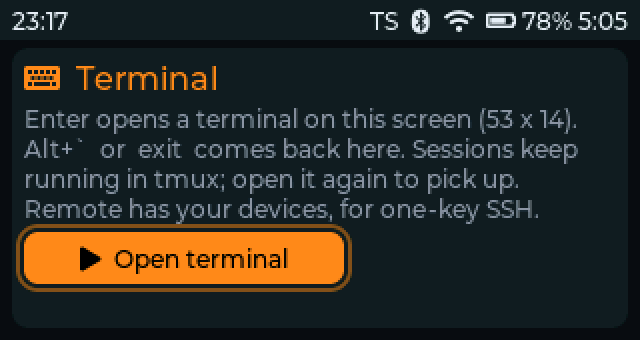 23:17 TS 78% 5:05
Terminal
Enter opens a terminal on this screen (53 x 14).
Alt+` or exit comes back here. Sessions keep
running in tmux; open it again to pick up.
Remote has your devices, for one-key SSH.
Open terminal